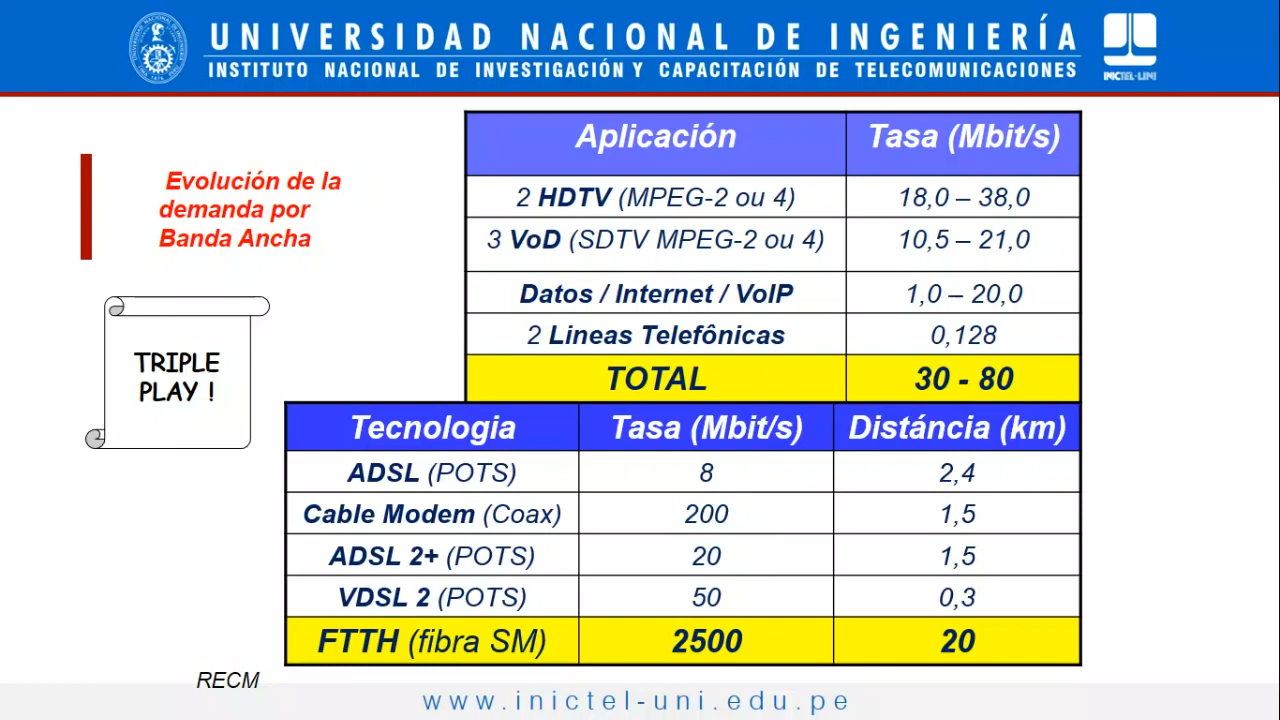 UNIVERSIDAD NACIONAL DE INGENIERÍA
INSTITUTO NACIONAL DE INVESTIGACIÓN Y CAPACITACIÓN DE TELECOMUNICACIONES
INICTEL-UNI
Evolución de la
demanda por
Banda Ancha
TRIPLE
PLAY !
Aplicación Tasa (Mbit/s)
2 HDTV (MPEG-2 ou 4) 18,0 – 38,0
3 VoD (SDTV MPEG-2 ou 4) 10,5 – 21,0
Datos / Internet / VoIP 1,0 – 20,0
2 Lineas Telefônicas 0,128
TOTAL 30 - 80
Tecnologia Tasa (Mbit/s) Distáncia (km)
ADSL (POTS) 8 2,4
Cable Modem (Coax) 200 1,5
ADSL 2+ (POTS) 20 1,5
VDSL 2 (POTS) 50 0,3
FTTH (fibra SM) 2500 20
RECM
www.inictel-uni.edu.pe